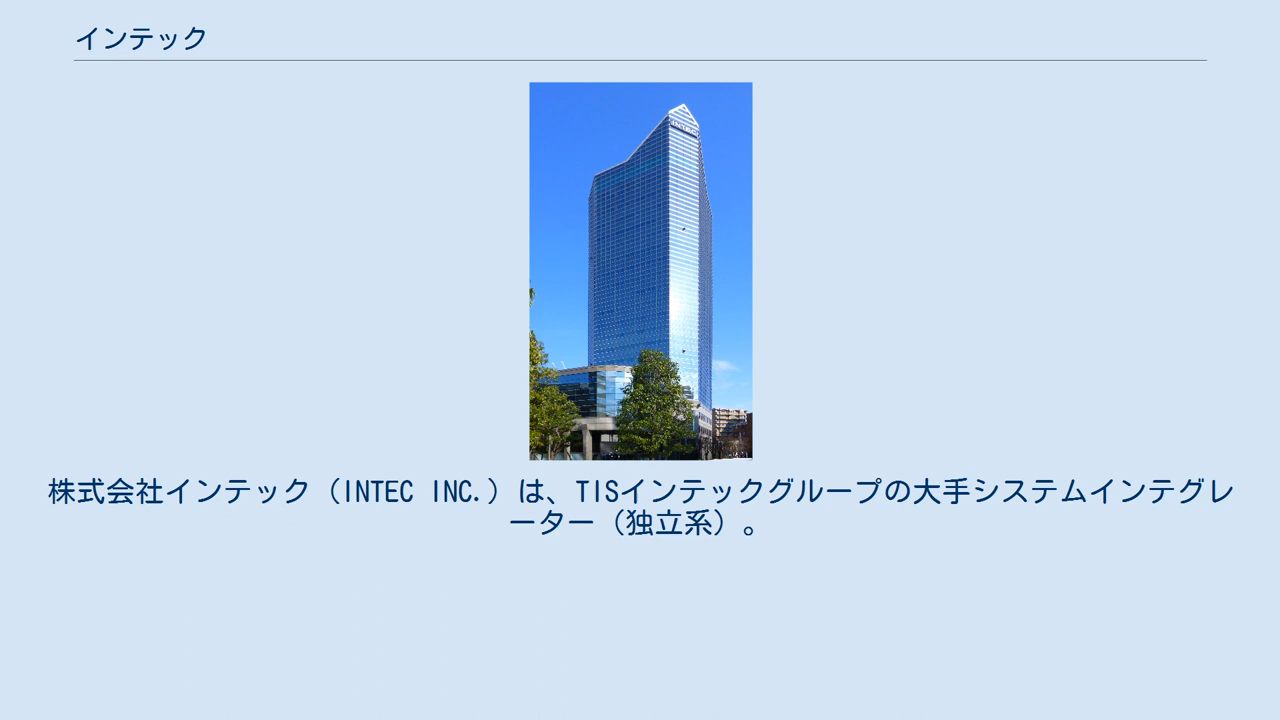 インテック
INTEC
株式会社インテック（INTEC INC.）は、TISインテックグループの大手システムインテグレ
ーター（独立系）。